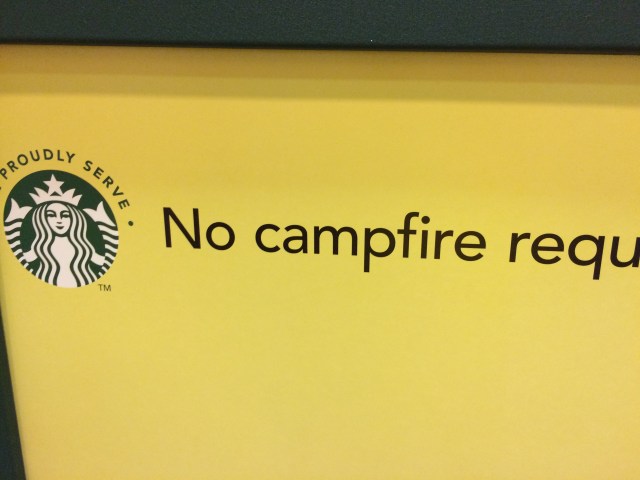 PROUDLY SERVE
TM
No campfire requ